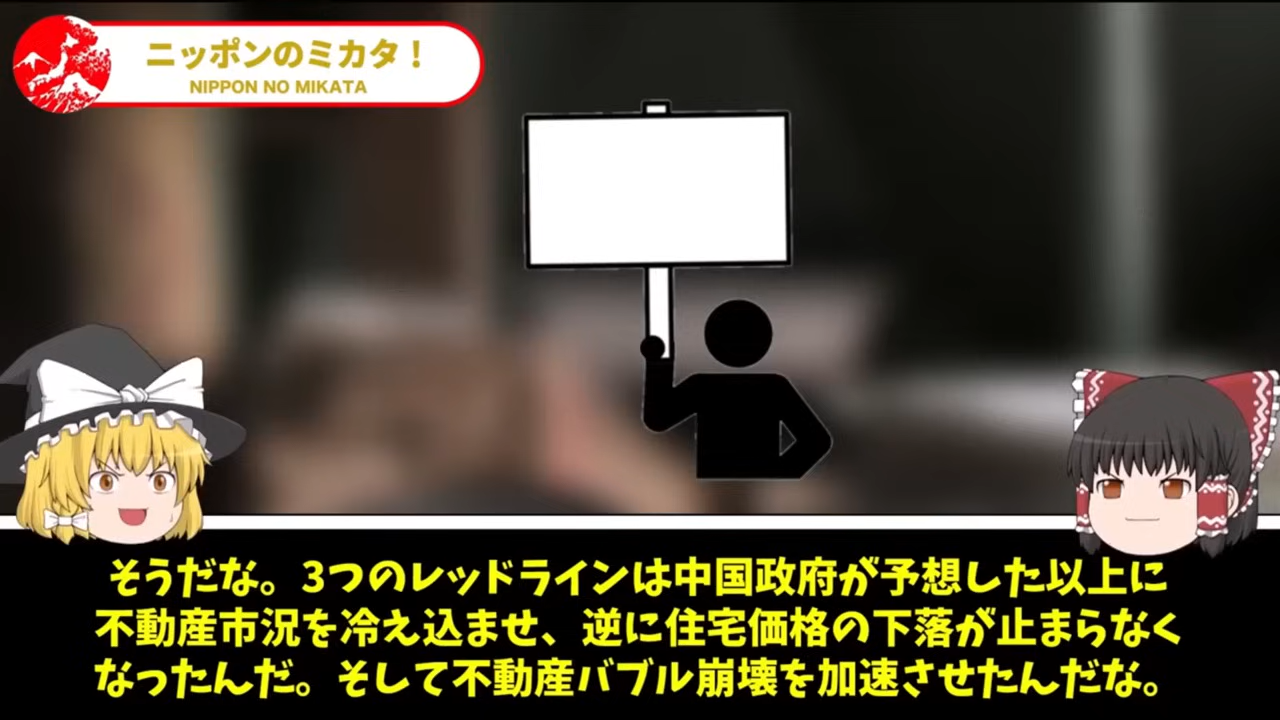 ニッポンのミカタ！
NIPPON NO MIKATA
そうだな。3つのレッドラインは中国政府が予想した以上に
不動産市況を冷え込ませ、逆に住宅価格の下落が止まらなく
なったんだ。そして不動産バブル崩壊を加速させたんだな。